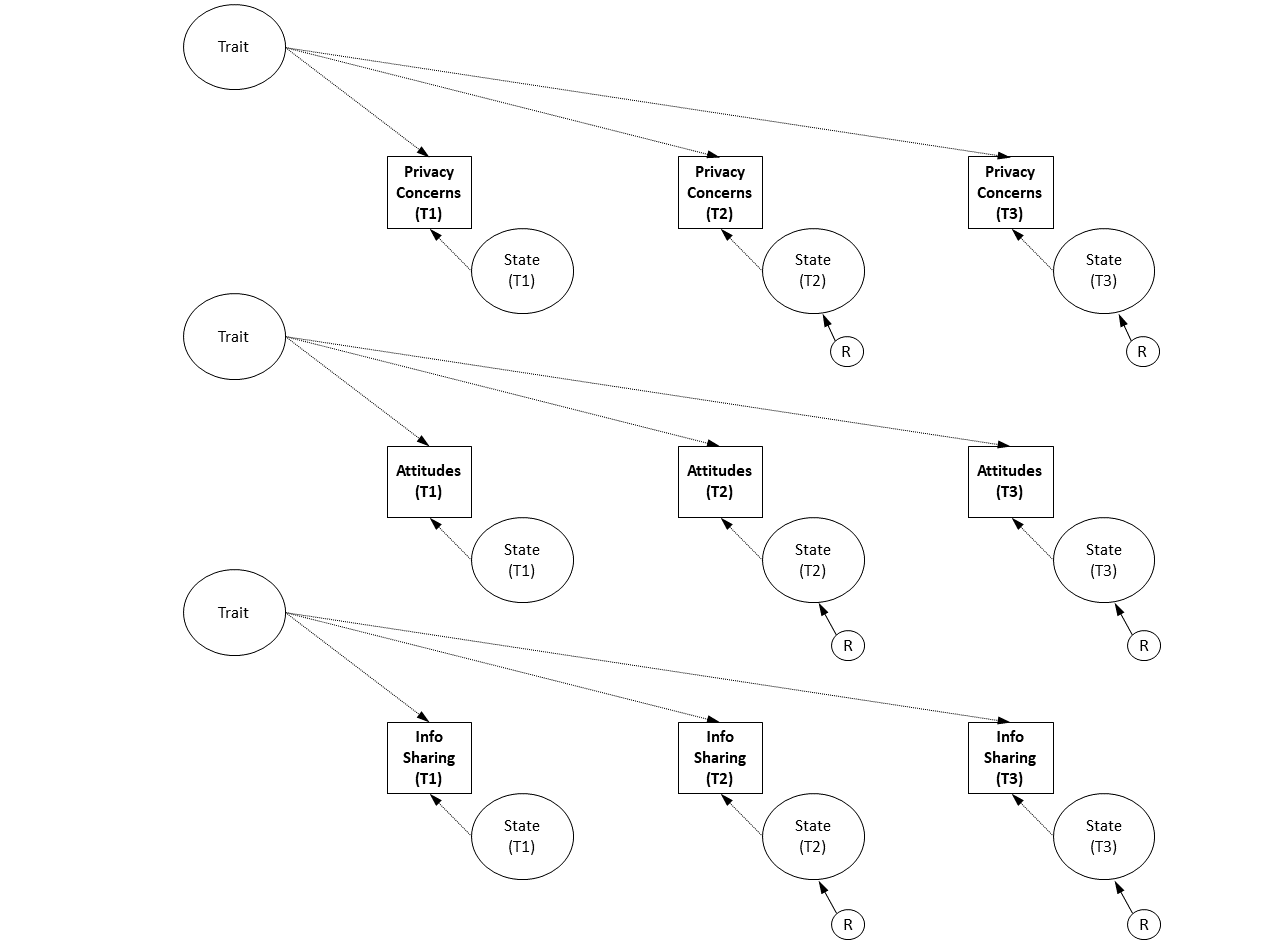 Trait
Privacy
Concerns
(T1)
Privacy
Concerns
(T2)
Privacy
Concerns
(T3)
State
(T1)
State
(T2)
State
(T3)
R
R
Trait
Attitudes
(T1)
Attitudes
(T2)
Attitudes
(T3)
State
(T1)
State
(T2)
State
(T3)
R
R
Trait
Info
Sharing
(T1)
Info
Sharing
(T2)
Info
Sharing
(T3)
State
(T1)
State
(T2)
State
(T3)
R
R